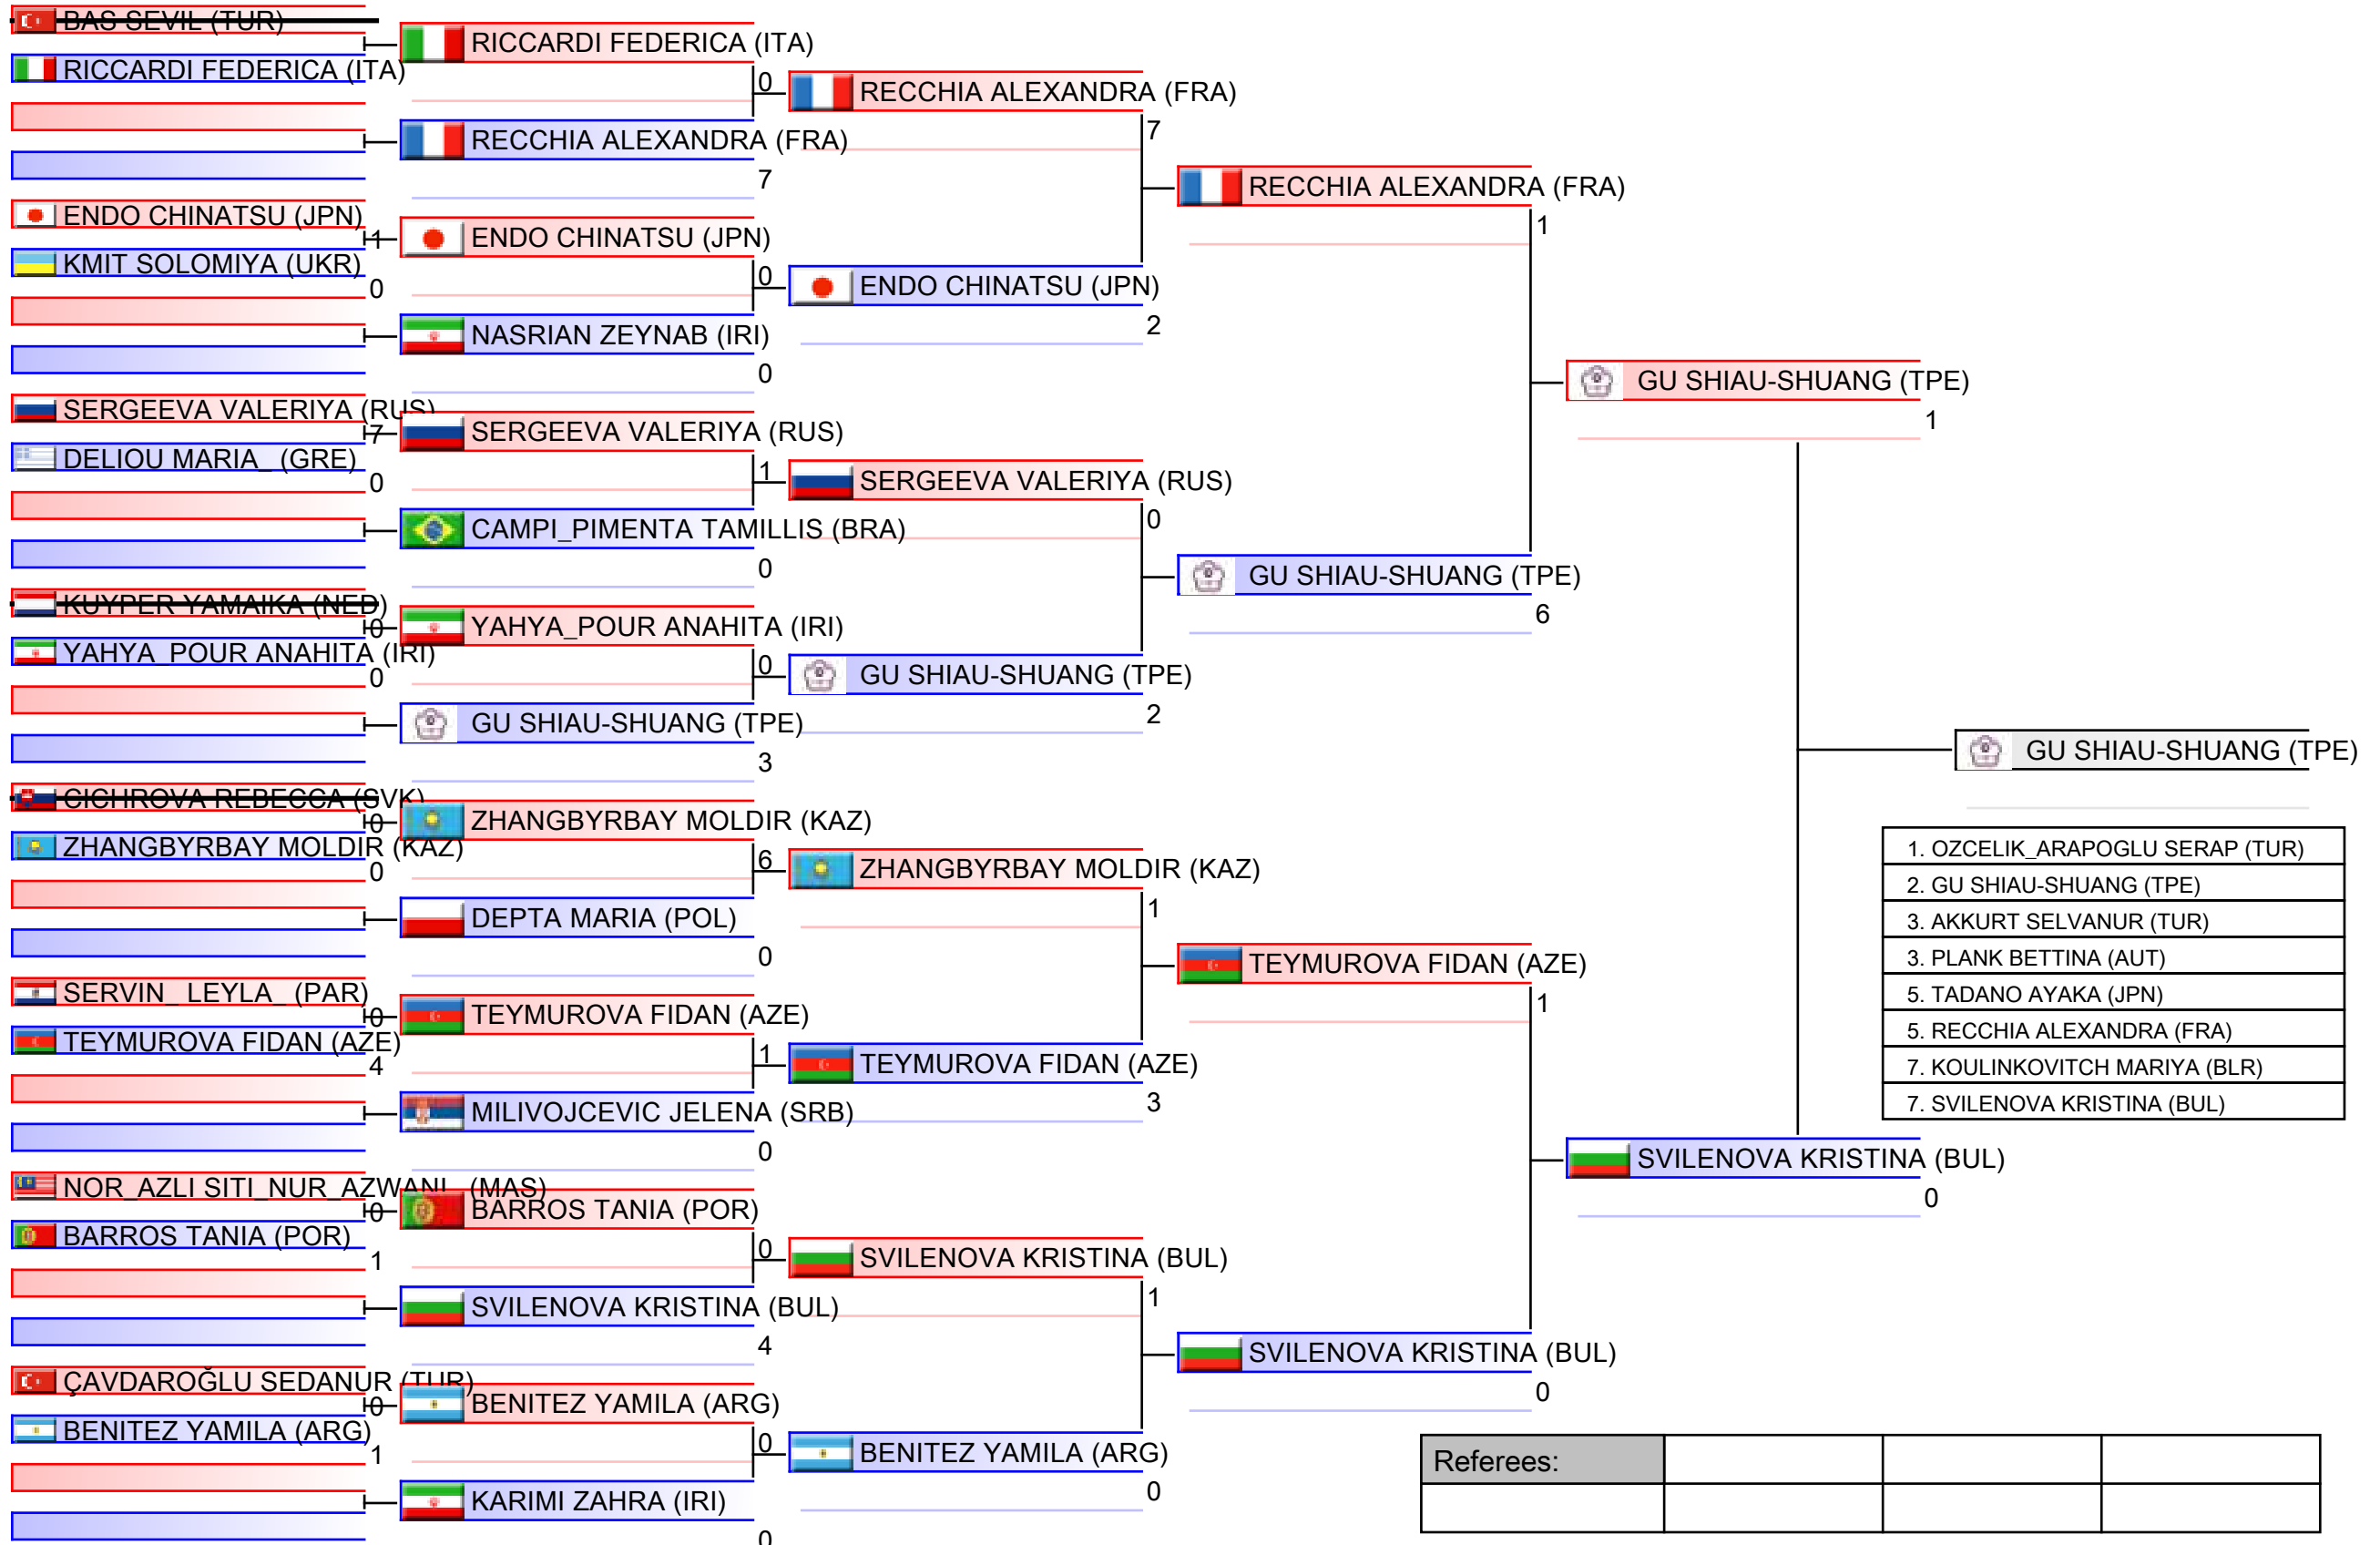 BAS SEVIL (TUR)
RICCARDI FEDERICA (ITA)
ENDO CHINATSU (JPN)
1
KMIT SOLOMIYA (UKR)
0
SERGEEVA VALERIYA (RUS)
7
DELIOU MARIA_ (GRE)
0
KUYPER YAMAIKA (NED)
0
YAHYA_POUR ANAHITA (IRI)
0
CICHROVA REBECCA (SVK)
0
ZHANGBYRBAY MOLDIR (KAZ)
0
SERVIN_ LEYLA_ (PAR)
0
TEYMUROVA FIDAN (AZE)
4
NOR_AZLI SITI_NUR_AZWANI_ (MAS)
0
BARROS TANIA (POR)
1
ÇAVDAROĞLU SEDANUR (TUR)
0
BENITEZ YAMILA (ARG)
1
RICCARDI FEDERICA (ITA)
0
RECCHIA ALEXANDRA (FRA)
7
ENDO CHINATSU (JPN)
0
NASRIAN ZEYNAB (IRI)
0
SERGEEVA VALERIYA (RUS)
1
CAMPI_PIMENTA TAMILLIS (BRA)
0
YAHYA_POUR ANAHITA (IRI)
0
GU SHIAU-SHUANG (TPE)
3
ZHANGBYRBAY MOLDIR (KAZ)
6
DEPTA MARIA (POL)
0
TEYMUROVA FIDAN (AZE)
1
MILIVOJCEVIC JELENA (SRB)
0
BARROS TANIA (POR)
0
SVILENOVA KRISTINA (BUL)
4
BENITEZ YAMILA (ARG)
0
KARIMI ZAHRA (IRI)
0
RECCHIA ALEXANDRA (FRA)
7
ENDO CHINATSU (JPN)
2
SERGEEVA VALERIYA (RUS)
0
GU SHIAU-SHUANG (TPE)
2
ZHANGBYRBAY MOLDIR (KAZ)
1
TEYMUROVA FIDAN (AZE)
3
SVILENOVA KRISTINA (BUL)
1
BENITEZ YAMILA (ARG)
0
RECCHIA ALEXANDRA (FRA)
1
GU SHIAU-SHUANG (TPE)
6
TEYMUROVA FIDAN (AZE)
1
SVILENOVA KRISTINA (BUL)
0
GU SHIAU-SHUANG (TPE)
1
SVILENOVA KRISTINA (BUL)
0
GU SHIAU-SHUANG (TPE)
1. OZCELIK_ARAPOGLU SERAP (TUR)
2. GU SHIAU-SHUANG (TPE)
3. AKKURT SELVANUR (TUR)
3. PLANK BETTINA (AUT)
5. TADANO AYAKA (JPN)
5. RECCHIA ALEXANDRA (FRA)
7. KOULINKOVITCH MARIYA (BLR)
7. SVILENOVA KRISTINA (BUL)
Referees: